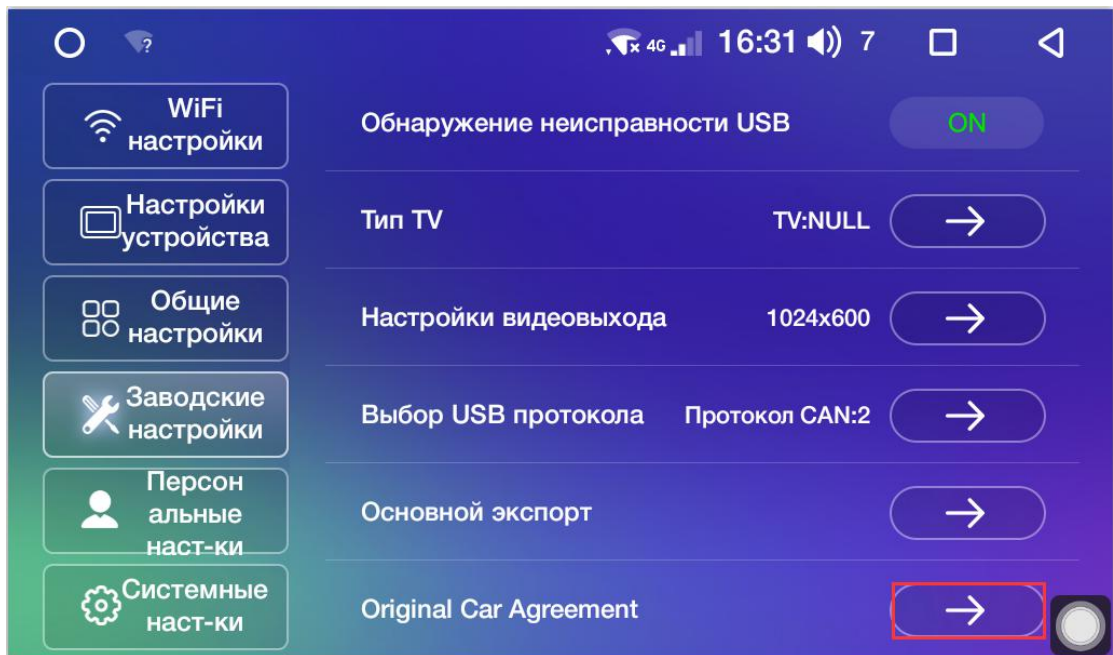 ? 4G 16:31 7
WiFi
настройки
Обнаружение неисправности USB ON
Настройки
устройства
Тип TV TV:NULL
Общие
настройки
Настройки видеовыхода 1024x600
Заводские
настройки
Выбор USB протокола Протокол CAN:2
Персон
альные
наст-ки
Основной экспорт
Системные
наст-ки
Original Car Agreement